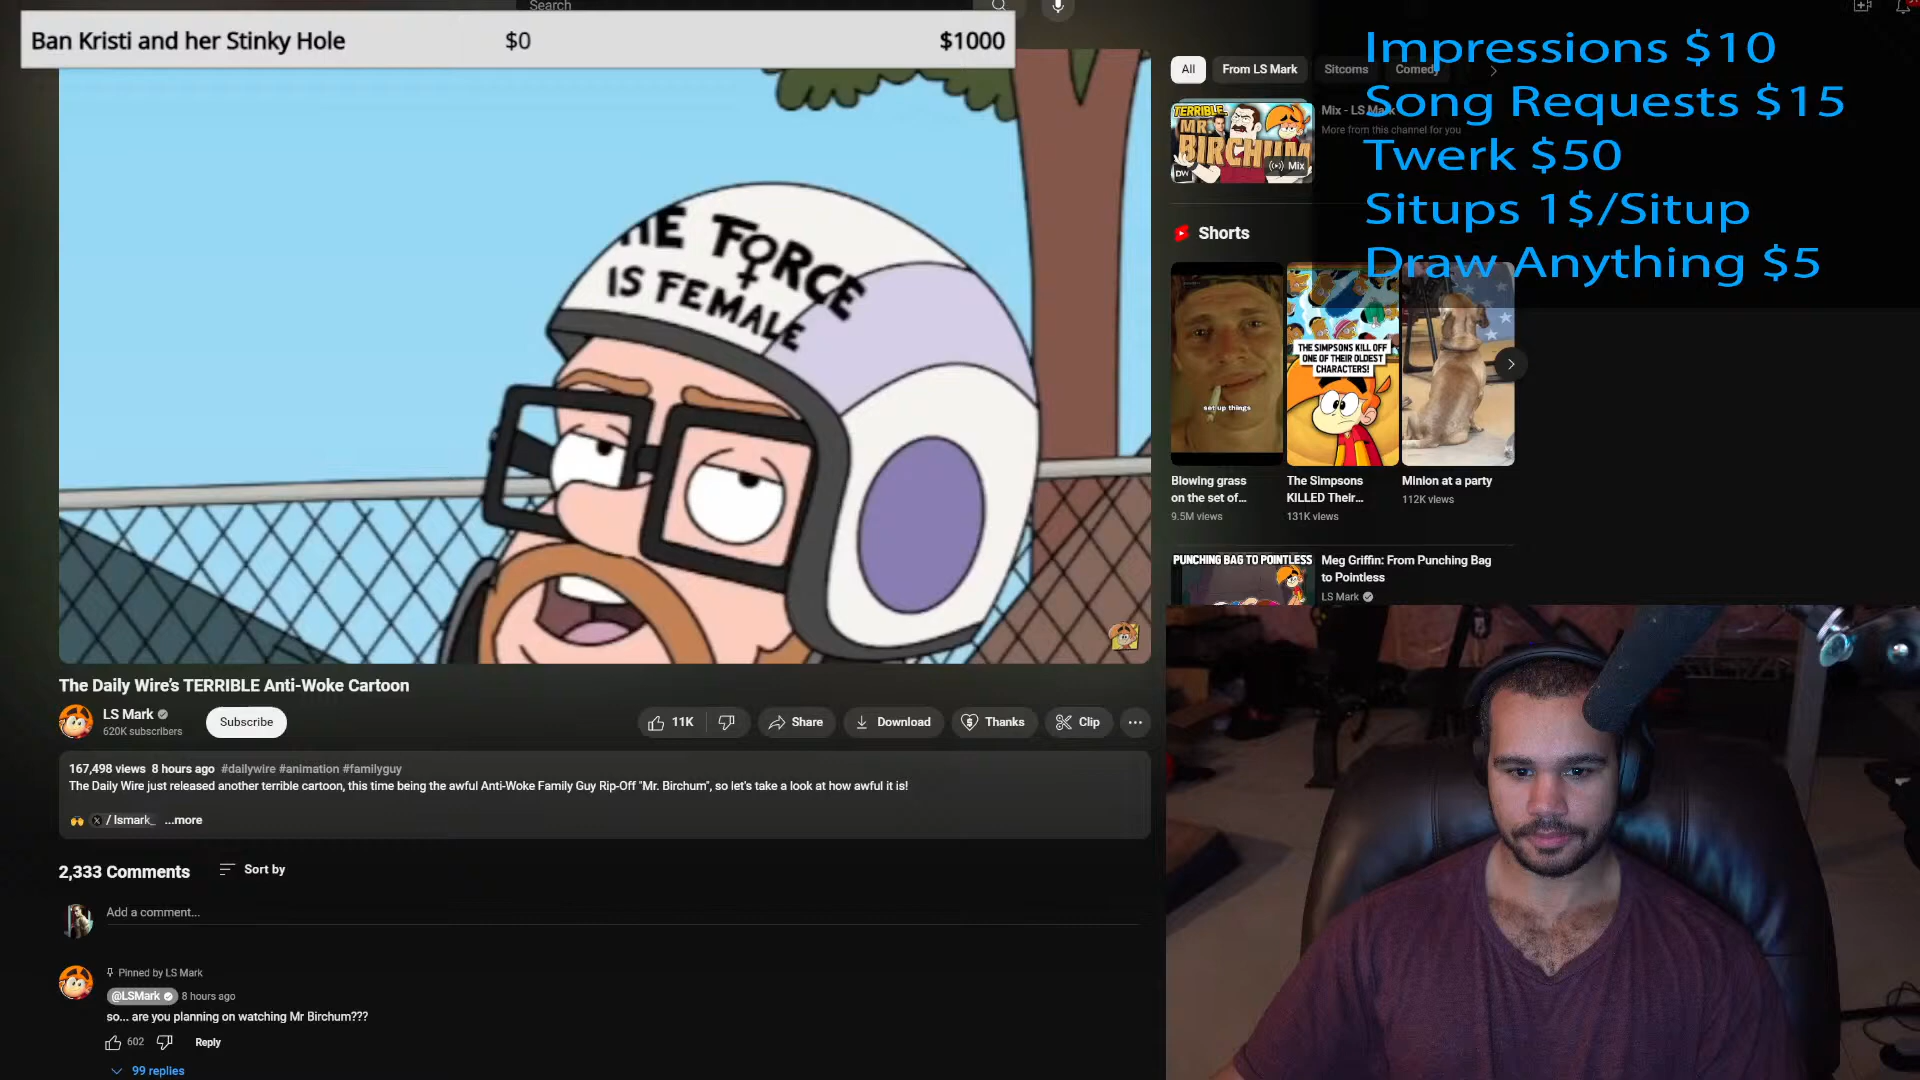 Search
Ban Kristi and her Stinky Hole $0 $1000
Impressions $10
Song Requests $15
Twerk $50
Situps 1$/Situp
Draw Anything $5
THE FORCE
IS FEMALE
All From LS Mark Sitcoms Comedy
TERRIBLE
MR
BIRCHUM
DW
Mix
Mix - LS Mark
More from this channel for you
Shorts
set up things
THE SIMPSONS KILL OFF
ONE OF THEIR OLDEST
CHARACTERS!
Blowing grass
on the set of...
9.5M views
The Simpsons
KILLED Their...
131K views
Minion at a party
112K views
PUNCHING BAG TO POINTLESS
Meg Griffin: From Punching Bag
to Pointless
LS Mark
The Daily Wire's TERRIBLE Anti-Woke Cartoon
LS Mark
620K subscribers
Subscribe
11K
Share
Download
Thanks
Clip
167,498 views 8 hours ago #dailywire #animation #familyguy
The Daily Wire just released another terrible cartoon, this time being the awful Anti-Woke Family Guy Rip-Off "Mr. Birchum", so let's take a look at how awful it is!
🙌 X / lsmark_ ...more
2,333 Comments
Sort by
Add a comment...
Pinned by LS Mark
@LSMark 8 hours ago
so... are you planning on watching Mr Birchum???
602
Reply
99 replies